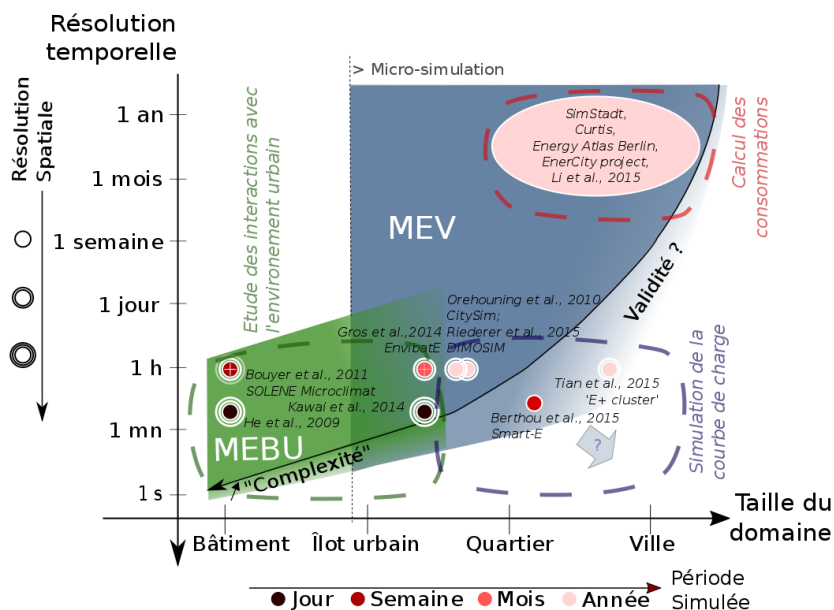 Résolution
temporelle
> Micro-simulation
Résolution
Spatiale
1 an
1 mois
1 semaine
1 jour
1 h
1 mn
1 s
Etude des interactions avec
l'environement urbain
SimStadt,
Curtis,
Energy Atlas Berlin,
EnerCity project,
Li et al., 2015
Calcul des
consommations
MEV
Validité ?
Orehouning et al., 2010
CitySim;
Gros et al.,2014
Riederer et al., 2015
EnvibatE
DIMOSIM
Bouyer et al., 2011
SOLENE Microclimat
Kawai et al., 2014
He et al., 2009
Tian et al., 2015
'E+ cluster'
Berthou et al., 2015
Smart-E
?
Simulation de la
courbe de charge
MEBU
"Complexité"
Taille du
domaine
Bâtiment
Îlot urbain
Quartier
Ville
Période
Simulée
Jour
Semaine
Mois
Année